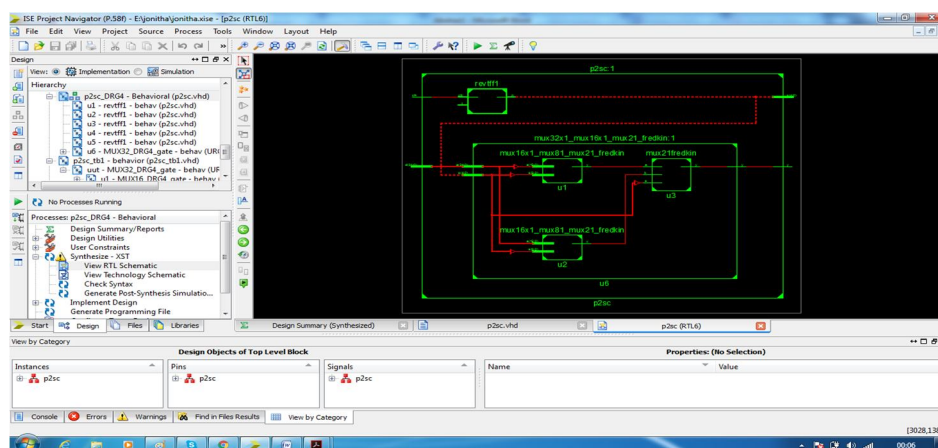 ISE Project Navigator (P.58f) - E:\jonitha\jonitha.xise - [p2sc (RTL6)]
File Edit View Project Source Process Tools Window Layout Help
Design
View: Implementation Simulation
Hierarchy
p2sc_DRG4 - Behavioral (p2sc.vhd)
u1 - revtff1 - behav (p2sc.vhd)
u2 - revtff1 - behav (p2sc.vhd)
u3 - revtff1 - behav (p2sc.vhd)
u4 - revtff1 - behav (p2sc.vhd)
u5 - revtff1 - behav (p2sc.vhd)
u6 - MUX32_DRG4_gate - behav (UR
p2sc_tb1 - behavior (p2sc_tb1.vhd)
uut - MUX32_DRG4_gate - behav (UR
u1 - MUX16_DRG4_gate - behav
No Processes Running
Processes: p2sc_DRG4 - Behavioral
Design Summary/Reports
Design Utilities
User Constraints
Synthesize - XST
View RTL Schematic
View Technology Schematic
Check Syntax
Generate Post-Synthesis Simulatio...
Implement Design
Generate Programming File
p2sc:1
revtff1
mux32x1_mux16x1_mux21_fredkin:1
mux16x1_mux81_mux21_fredkin
mux21fredkin
u1
u3
mux16x1_mux81_mux21_fredkin
u2
u6
p2sc
Start Design Files Libraries
Design Summary (Synthesized) p2sc.vhd p2sc (RTL6)
View by Category
Design Objects of Top Level Block
Properties: (No Selection)
Instances Pins Signals Name Value
p2sc p2sc p2sc
Console Errors Warnings Find in Files Results View by Category
[3028,138
00:06